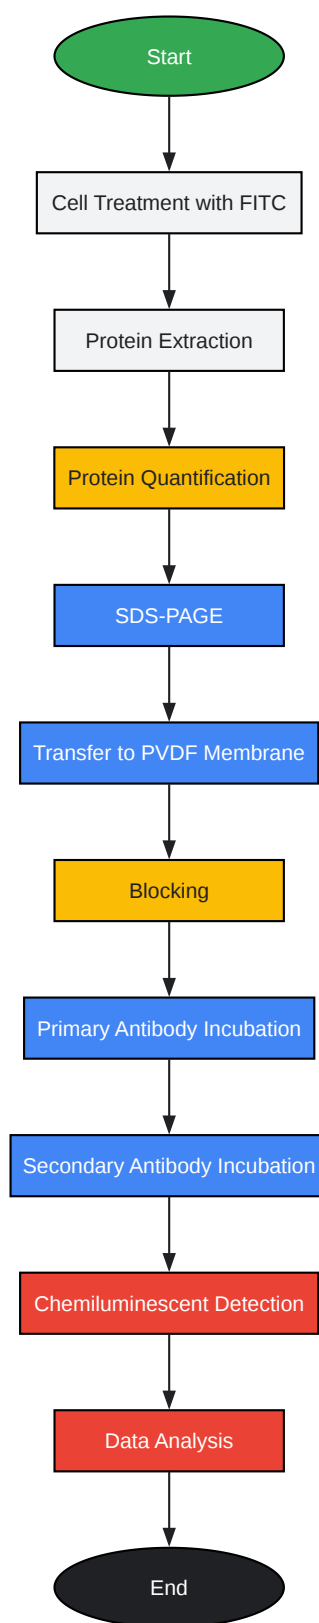 Start
Cell Treatment with FITC
Protein Extraction
Protein Quantification
SDS-PAGE
Transfer to PVDF Membrane
Blocking
Primary Antibody Incubation
Secondary Antibody Incubation
Chemiluminescent Detection
Data Analysis
End